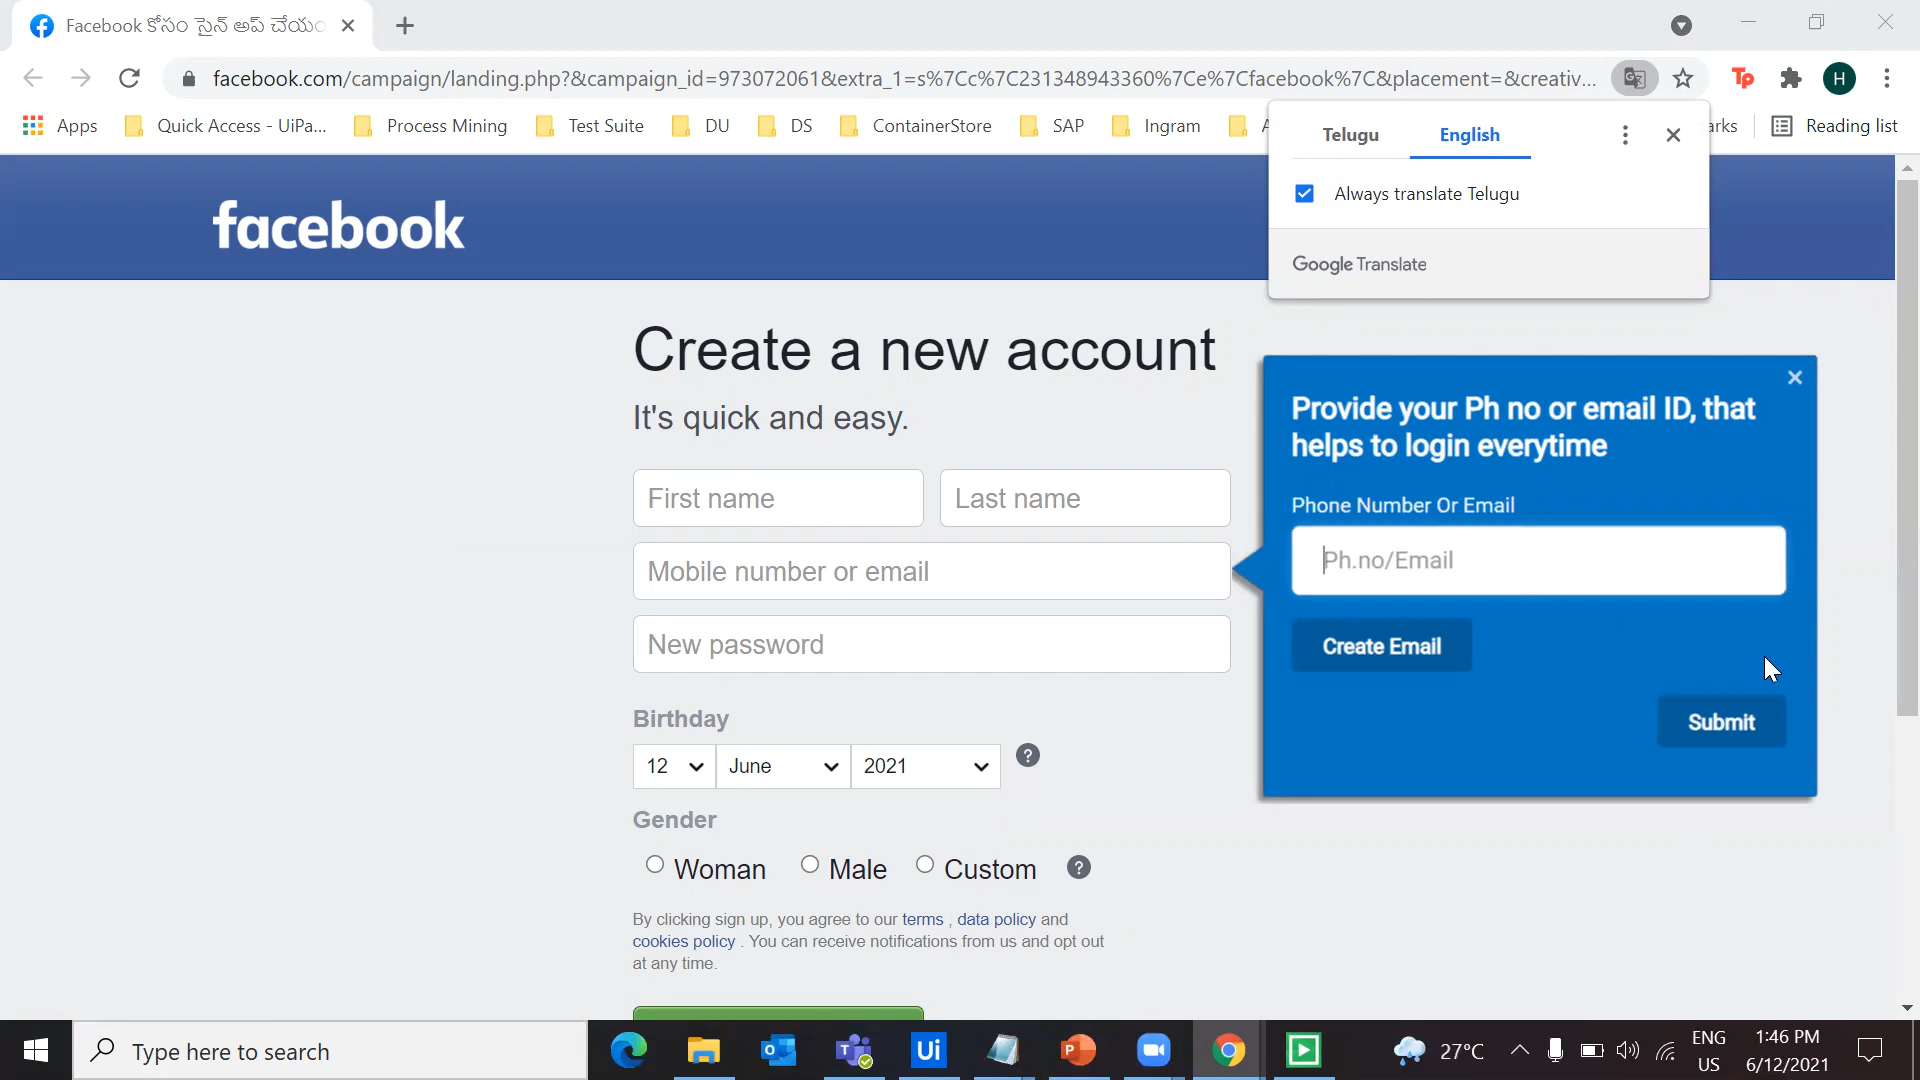 Facebook కోసం సైన్ అప్ చేయం
facebook.com/campaign/landing.php?&campaign_id=973072061&extra_1=s%7Cc%7C231348943360%7Ce%7Cfacebook%7C&placement=&creativ...
Tp
H
Apps
Quick Access - UiPa...
Process Mining
Test Suite
DU
DS
ContainerStore
SAP
Ingram
A
arks
Reading list
Telugu
English
Always translate Telugu
Google Translate
facebook
Create a new account
It's quick and easy.
First name
Last name
Mobile number or email
New password
Birthday
12
June
2021
?
Gender
Woman
Male
Custom
?
By clicking sign up, you agree to our terms , data policy and
cookies policy . You can receive notifications from us and opt out
at any time.
Provide your Ph no or email ID, that
helps to login everytime
Phone Number Or Email
Ph.no/Email
Create Email
Submit
Type here to search
Ui
27°C
ENG
US
1:46 PM
6/12/2021